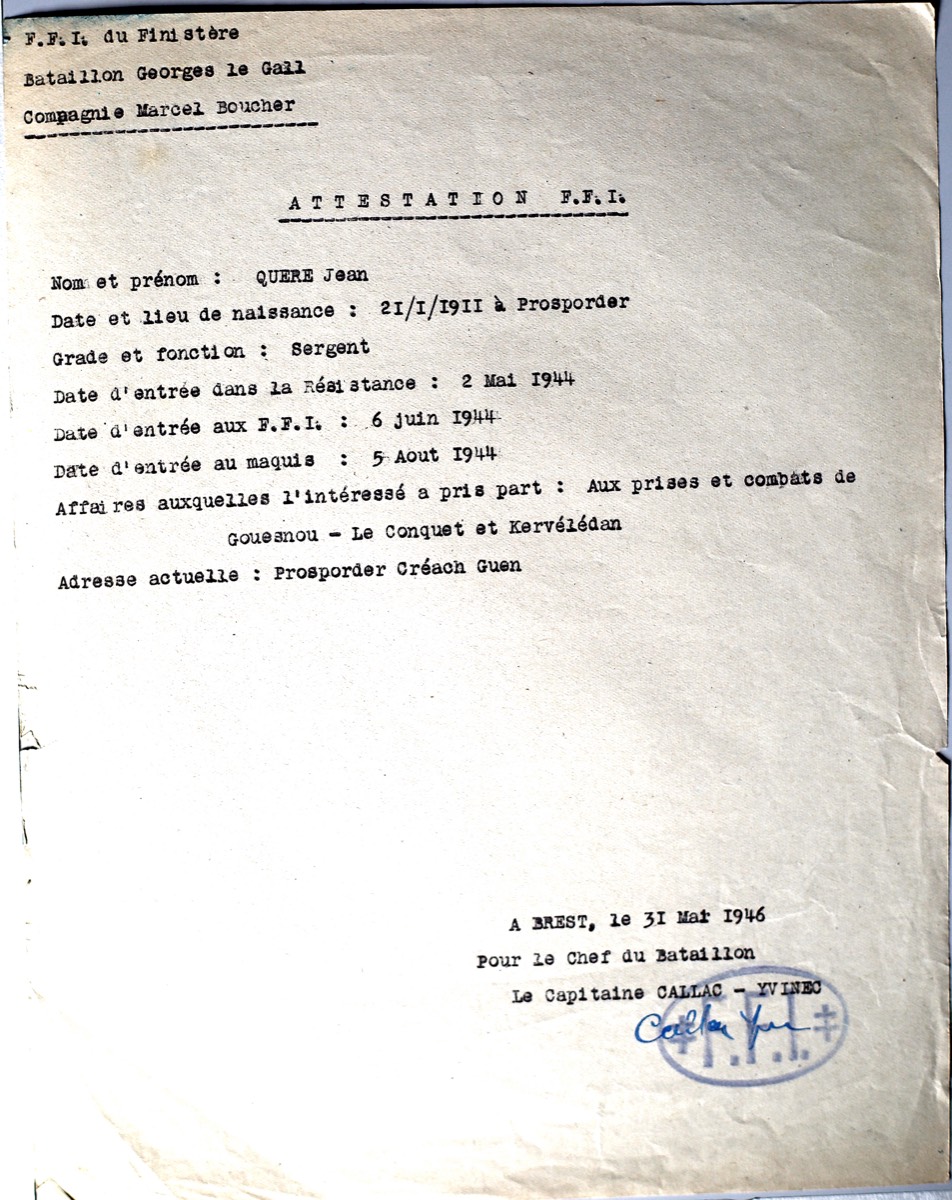 F.F.I. du Finistère
Bataillon Georges le Gall
Compagnie Marcel Boucher
ATTESTATION F.F.I.
Nom et prénom : QUERE Jean
Date et lieu de naissance : 2I/I/I9II à Prosporder
Grade et fonction : Sergent
Date d'entrée dans la Résistance : 2 Mai I944
Date d'entrée aux F.F.I. : 6 juin I944
Date d'entrée au maquis : 5 Aout I944
Affaires auxquelles l'intéressé a pris part : Aux prises et combats de
Gouesnou - Le Conquet et Kervélédan
Adresse actuelle : Prosporder Créach Guen
A BREST, le 3I Mai I946
Pour le Chef du Bataillon
Le Capitaine CALLAC - YVINEC
F.F.I.